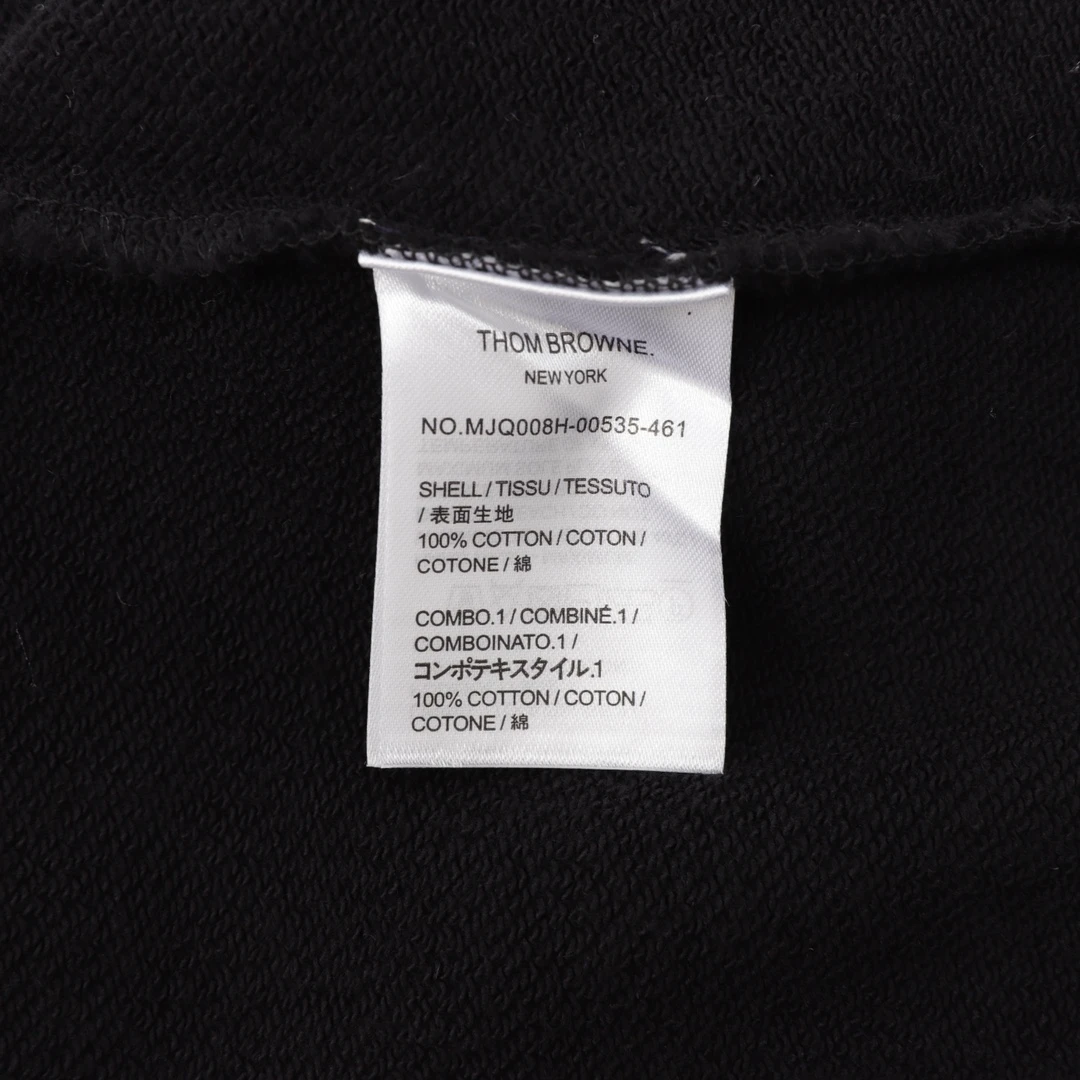 THOM BROWNE.
NEW YORK
NO.MJQ008H-00535-461
SHELL / TISSU / TESSUTO
/ 表面生地
100% COTTON / COTON /
COTONE / 綿
COMBO.1 / COMBINÉ.1 /
COMBOINATO.1 /
コンポテキスタイル.1
100% COTTON / COTON /
COTONE / 綿